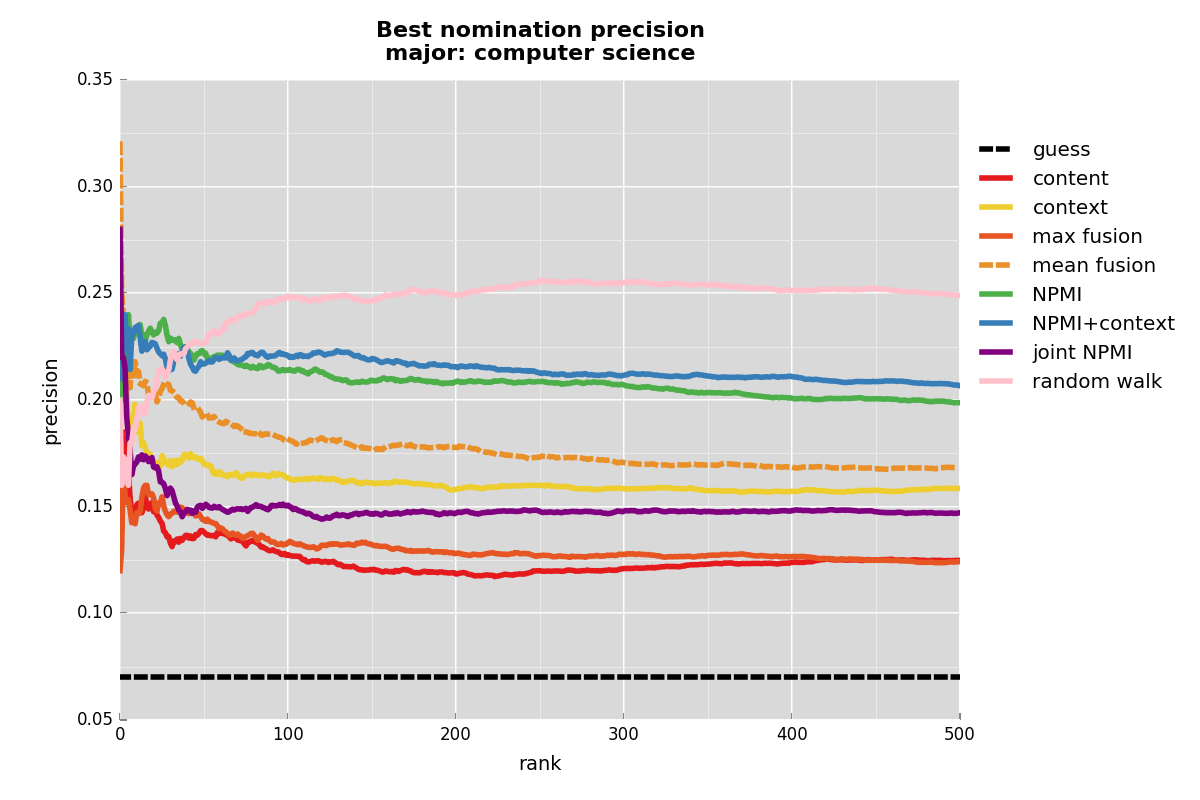 Best nomination precision
major: computer science
precision
0.35
0.30
0.25
0.20
0.15
0.10
0.05
0
100
200
300
400
500
rank
guess
content
context
max fusion
mean fusion
NPMI
NPMI+context
joint NPMI
random walk